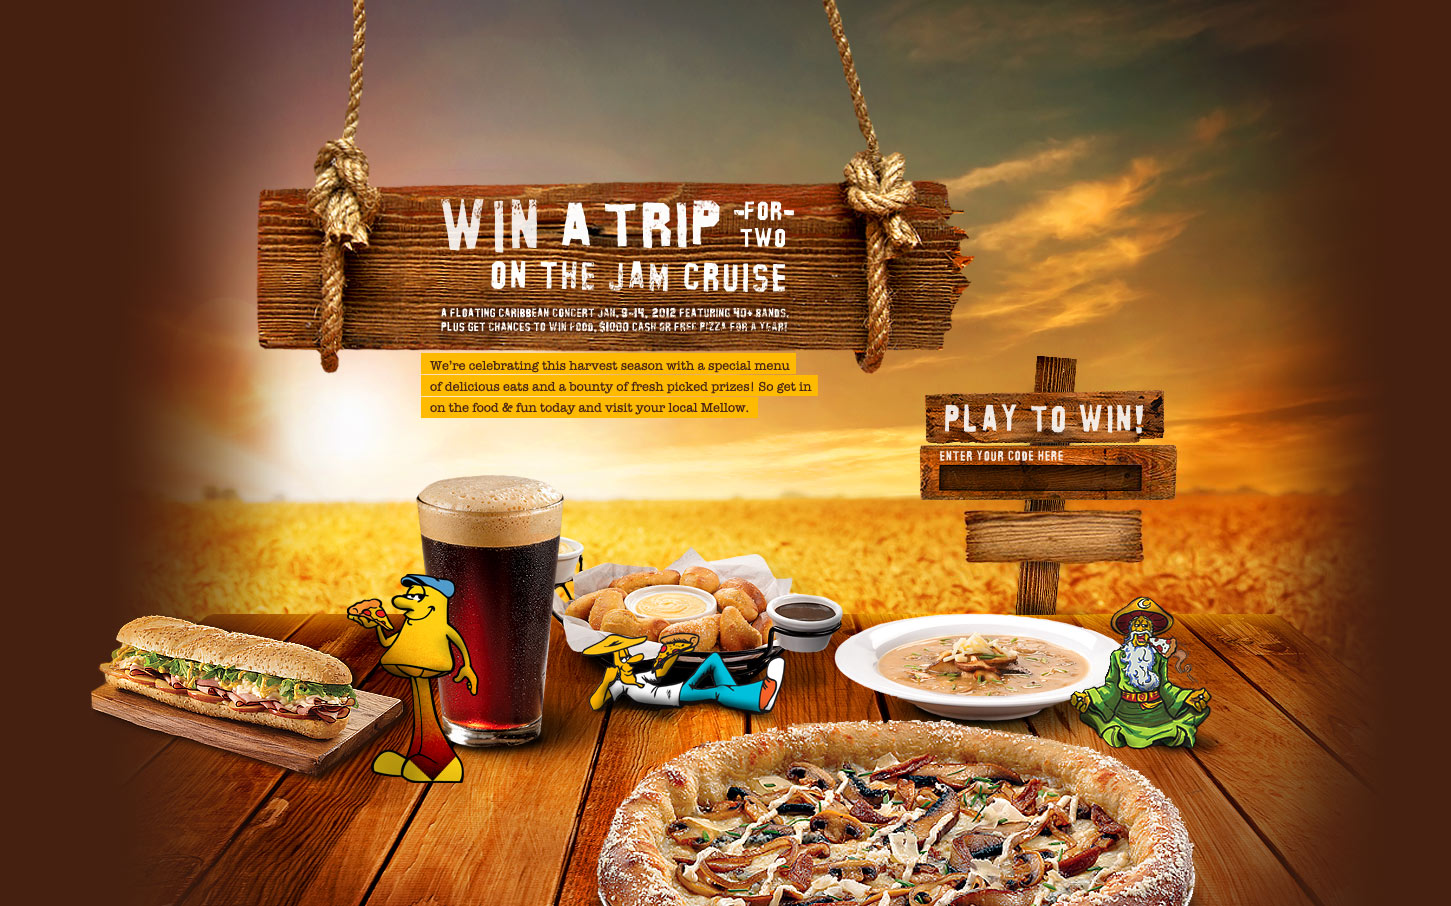 WIN A TRIP -FOR-
TWO
ON THE JAM CRUISE
A FLOATING CARIBBEAN CONCERT JAN. 9-14, 2012 FEATURING 40+ BANDS.
PLUS GET CHANCES TO WIN FOOD, $1000 CASH OR FREE PIZZA FOR A YEAR!
We're celebrating this harvest season with a special menu
of delicious eats and a bounty of fresh picked prizes! So get in
on the food & fun today and visit your local Mellow.
PLAY TO WIN!
ENTER YOUR CODE HERE